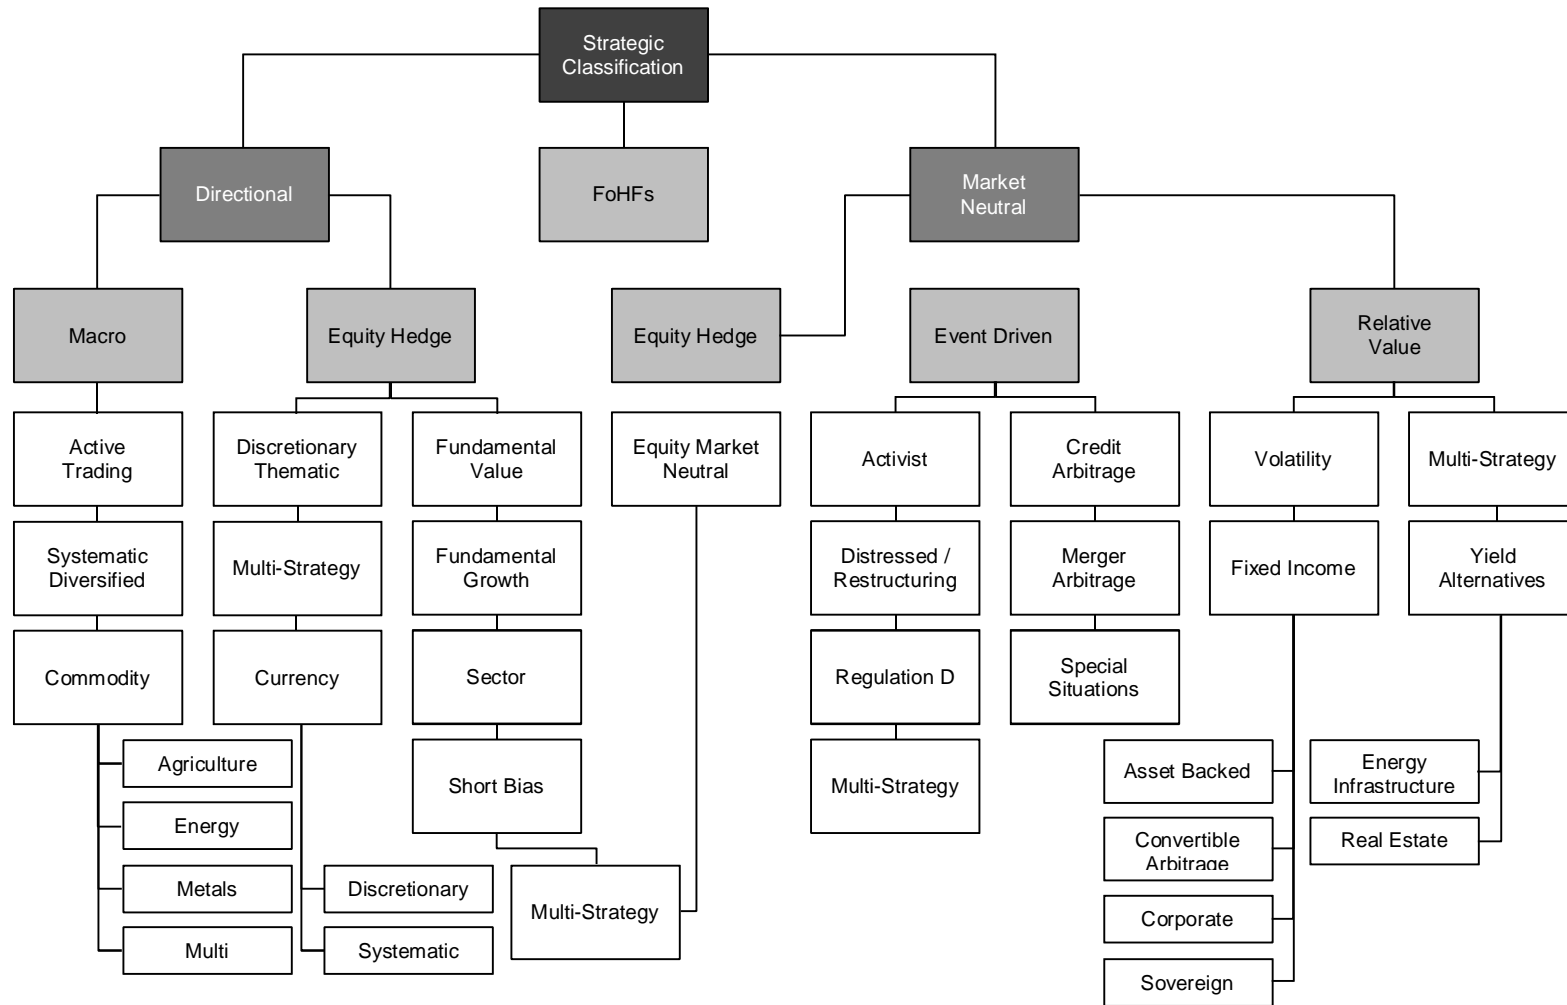 Strategic
Classification
Directional
FoHFs
Market
Neutral
Macro
Equity Hedge
Equity Hedge
Event Driven
Relative
Value
Active
Trading
Discretionary
Thematic
Fundamental
Value
Equity Market
Neutral
Activist
Credit
Arbitrage
Volatility
Multi-Strategy
Systematic
Diversified
Multi-Strategy
Fundamental
Growth
Distressed /
Restructuring
Merger
Arbitrage
Fixed Income
Yield
Alternatives
Commodity
Currency
Sector
Regulation D
Special
Situations
Agriculture
Short Bias
Multi-Strategy
Asset Backed
Energy
Infrastructure
Energy
Convertible
Arbitrage
Real Estate
Metals
Discretionary
Multi-Strategy
Corporate
Multi
Systematic
Sovereign